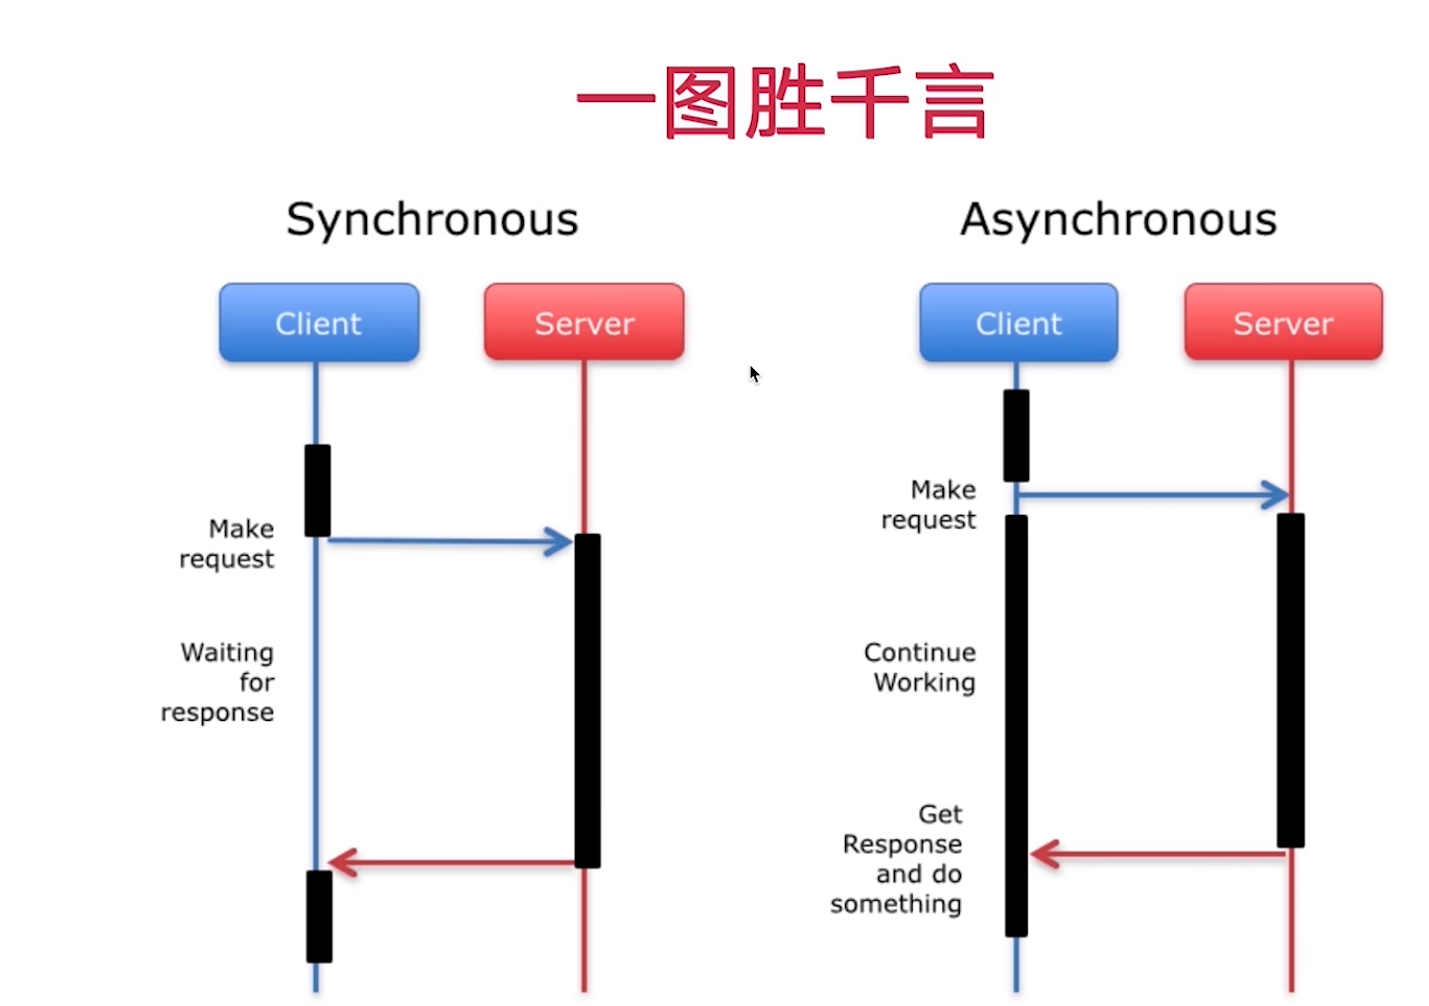 一图胜千言
Synchronous
Client
Server
Make
request
Waiting
for
response
Asynchronous
Client
Server
Make
request
Continue
Working
Get
Response
and do
something